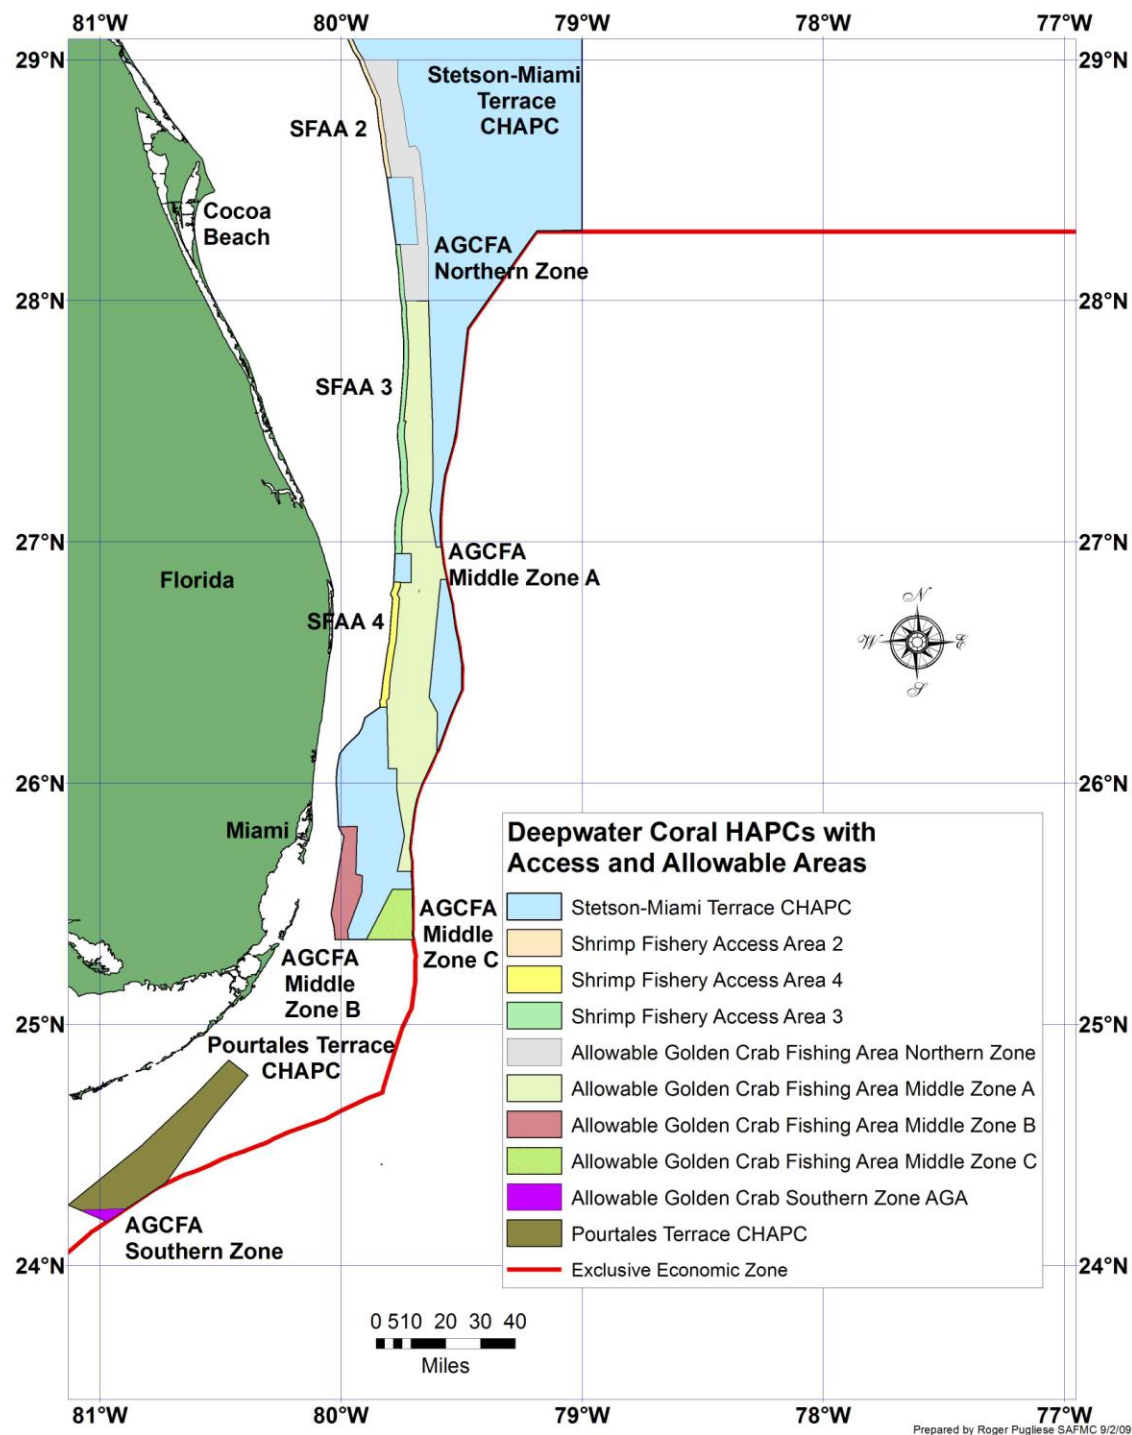 81°W 80°W 79°W 78°W 77°W
29°N 29°N
Stetson-Miami
Terrace
CHAPC
SFAA 2
Cocoa
Beach
AGCFA
Northern Zone
28°N 28°N
SFAA 3
27°N 27°N
AGCFA
Middle Zone A
Florida
SFAA 4
N
W E
S
26°N 26°N
Miami
Deepwater Coral HAPCs with
Access and Allowable Areas
Stetson-Miami Terrace CHAPC
Shrimp Fishery Access Area 2
Shrimp Fishery Access Area 4
Shrimp Fishery Access Area 3
Allowable Golden Crab Fishing Area Northern Zone
Allowable Golden Crab Fishing Area Middle Zone A
Allowable Golden Crab Fishing Area Middle Zone B
Allowable Golden Crab Fishing Area Middle Zone C
Allowable Golden Crab Southern Zone AGA
Pourtales Terrace CHAPC
Exclusive Economic Zone
AGCFA
Middle
Zone C
AGCFA
Middle
Zone B
25°N 25°N
Pourtales Terrace
CHAPC
AGCFA
Southern Zone
24°N 24°N
0 510 20 30 40
Miles
81°W 80°W 79°W 78°W 77°W
Prepared by Roger Pugliese SAFMC 9/2/09